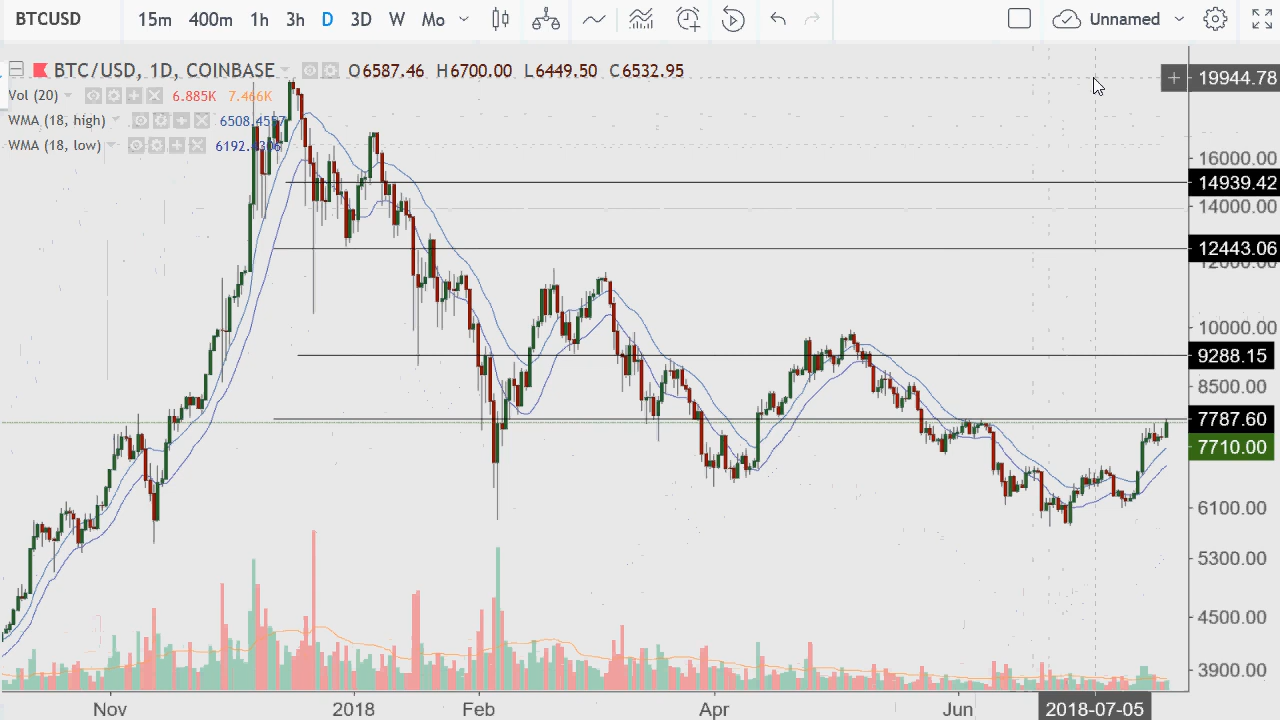 BTCUSD 15m 400m 1h 3h D 3D W Mo Unnamed
BTC/USD, 1D, COINBASE O6587.46 H6700.00 L6449.50 C6532.95
Vol (20) 6.885K 7.466K
WMA (18, high)
WMA (18, low)
19944.78
16000.00
14939.42
14000.00
12443.06
12000.00
10000.00
9288.15
8500.00
7787.60
7710.00
6100.00
5300.00
4500.00
3900.00
Nov 2018 Feb Apr Jun 2018-07-05